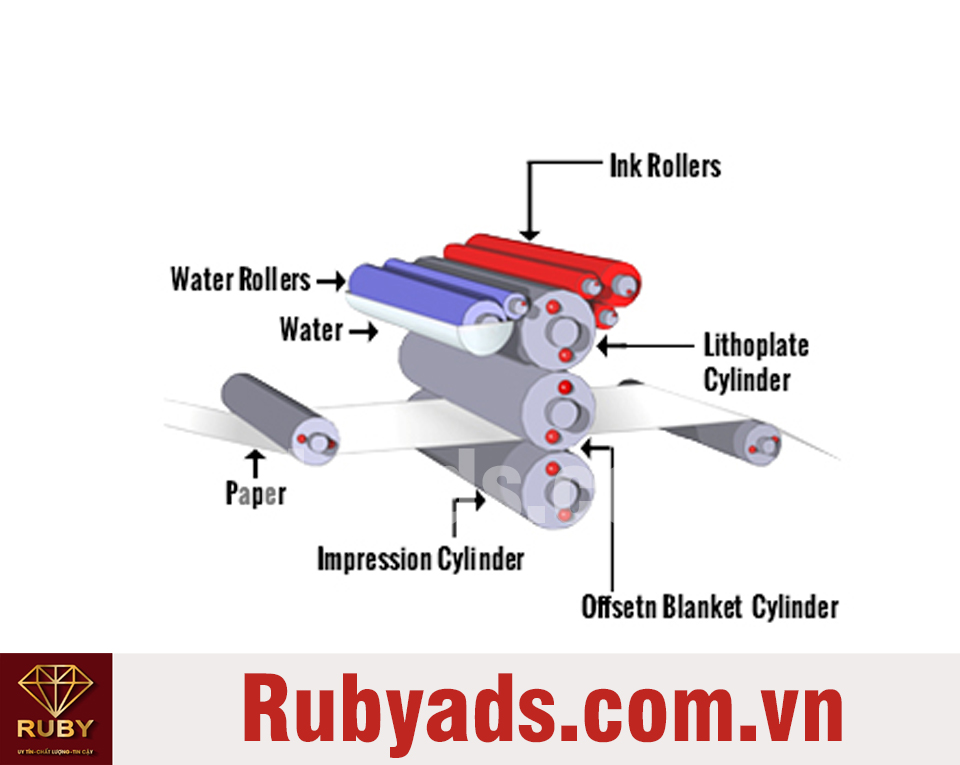 Ink Rollers
Water Rollers
Water
Lithoplate
Cylinder
Paper
ds.c
Impression Cylinder
Offsetn Blanket Cylinder
RUBY
UY TÍN-CHẤT LƯỢNG-TIN CẬY
Rubyads.com.vn